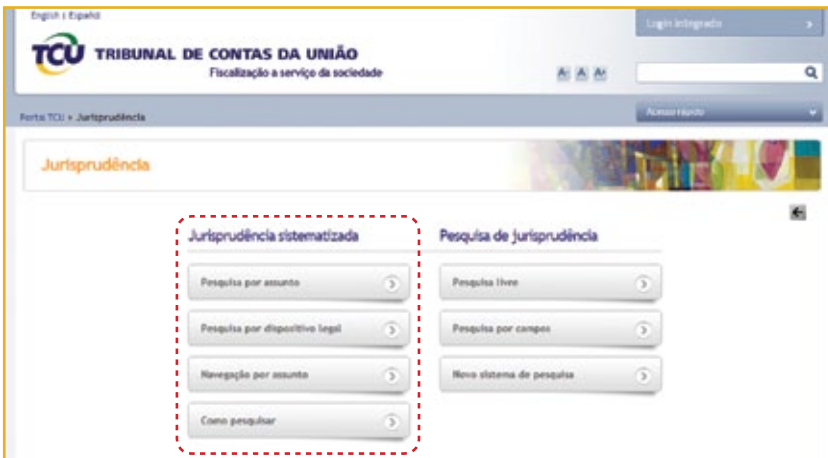 English | Español
Login integrado
TCU TRIBUNAL DE CONTAS DA UNIÃO
Fiscalização a serviço da sociedade
A- A A+
Portal TCU » Jurisprudência
Acesso rápido
Jurisprudência
Jurisprudência sistematizada
Pesquisa de jurisprudência
Pesquisa por assunto
Pesquisa livre
Pesquisa por dispositivo legal
Pesquisa por campos
Navegação por assunto
Novo sistema de pesquisa
Como pesquisar